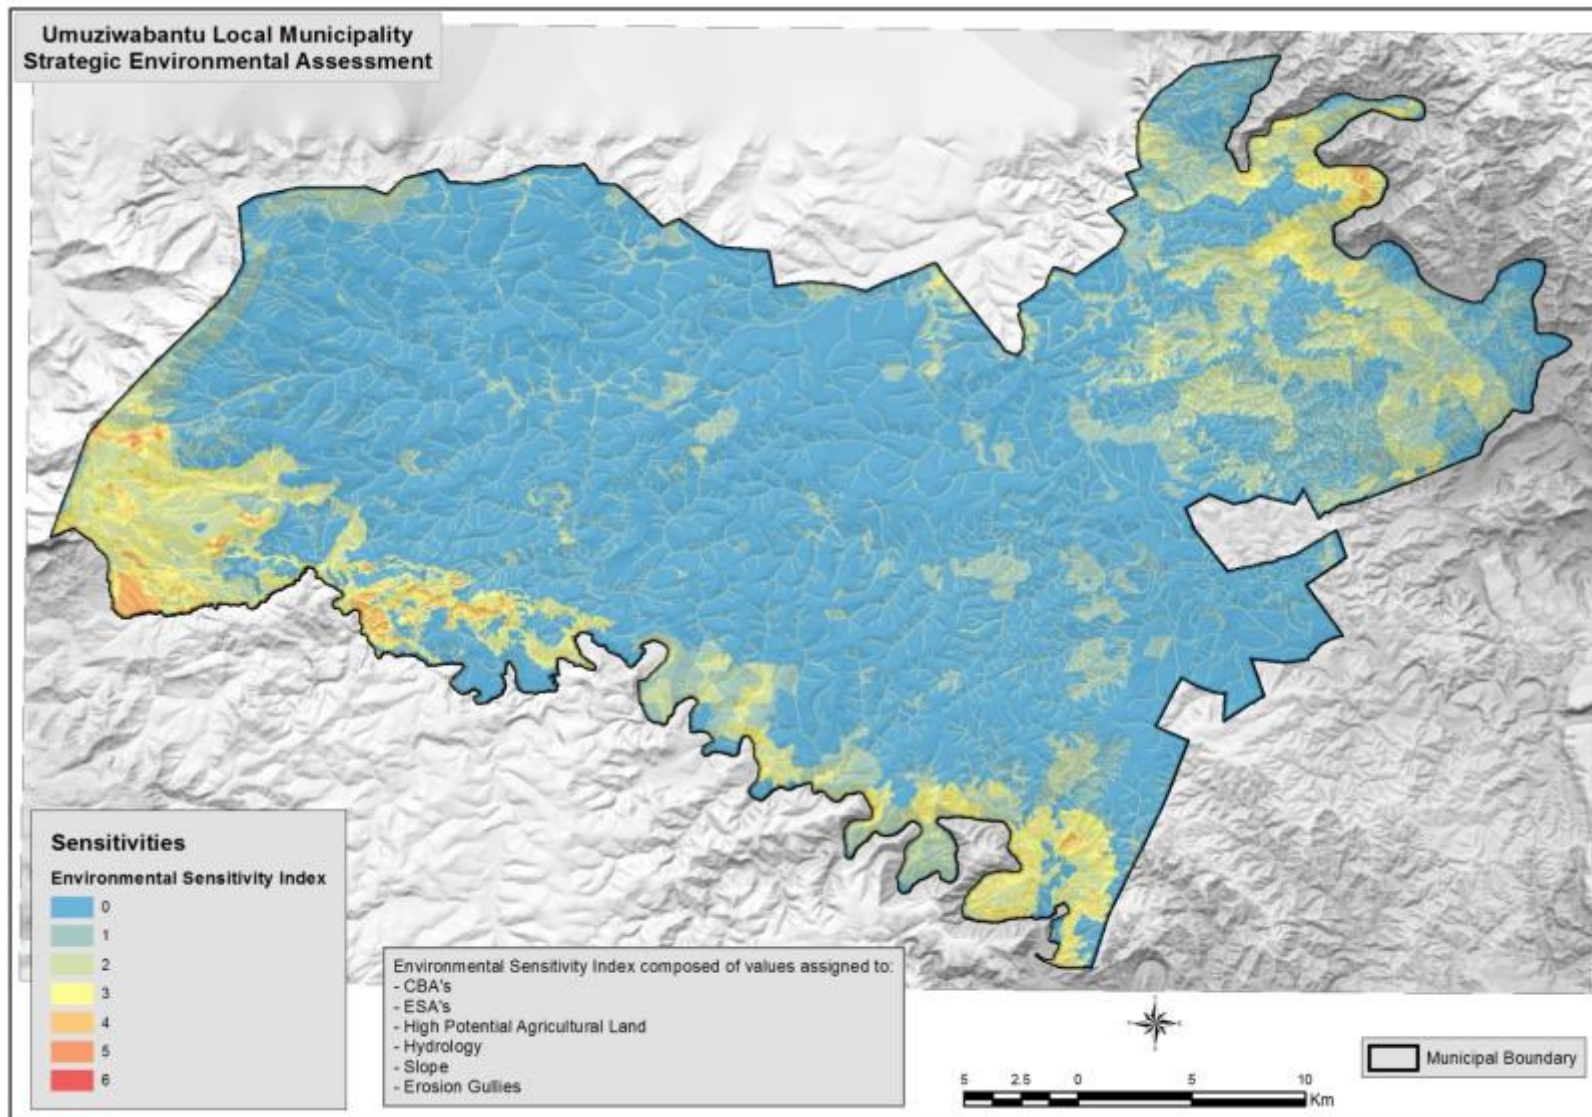 Umuziwabantu Local Municipality
Strategic Environmental Assessment
Sensitivities
Environmental Sensitivity Index
0
1
2
3
4
5
6
Environmental Sensitivity Index composed of values assigned to:
- CBA's
- ESA's
- High Potential Agricultural Land
- Hydrology
- Slope
- Erosion Gullies
5 2.5 0 5 10
Km
Municipal Boundary